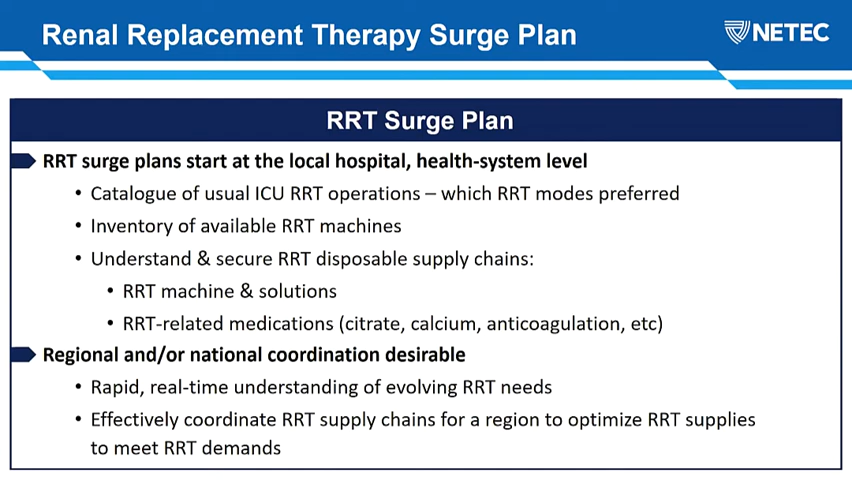 Renal Replacement Therapy Surge Plan
NETEC
RRT Surge Plan
RRT surge plans start at the local hospital, health-system level
• Catalogue of usual ICU RRT operations – which RRT modes preferred
• Inventory of available RRT machines
• Understand & secure RRT disposable supply chains:
• RRT machine & solutions
• RRT-related medications (citrate, calcium, anticoagulation, etc)
Regional and/or national coordination desirable
• Rapid, real-time understanding of evolving RRT needs
• Effectively coordinate RRT supply chains for a region to optimize RRT supplies
to meet RRT demands